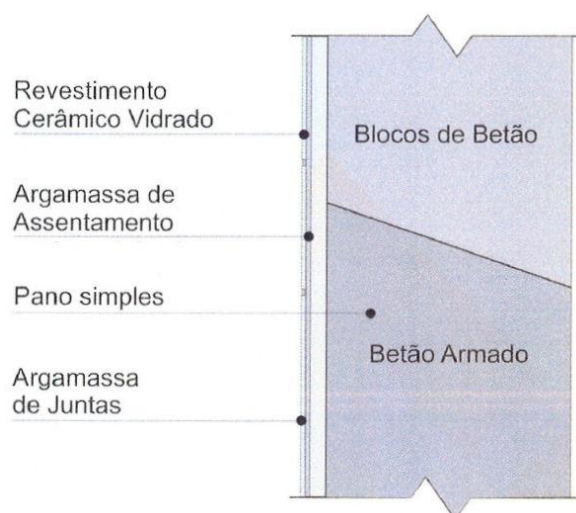 Revestimento
Cerâmico Vidrado
Blocos de Betão
Argamassa de
Assentamento
Pano simples
Betão Armado
Argamassa
de Juntas